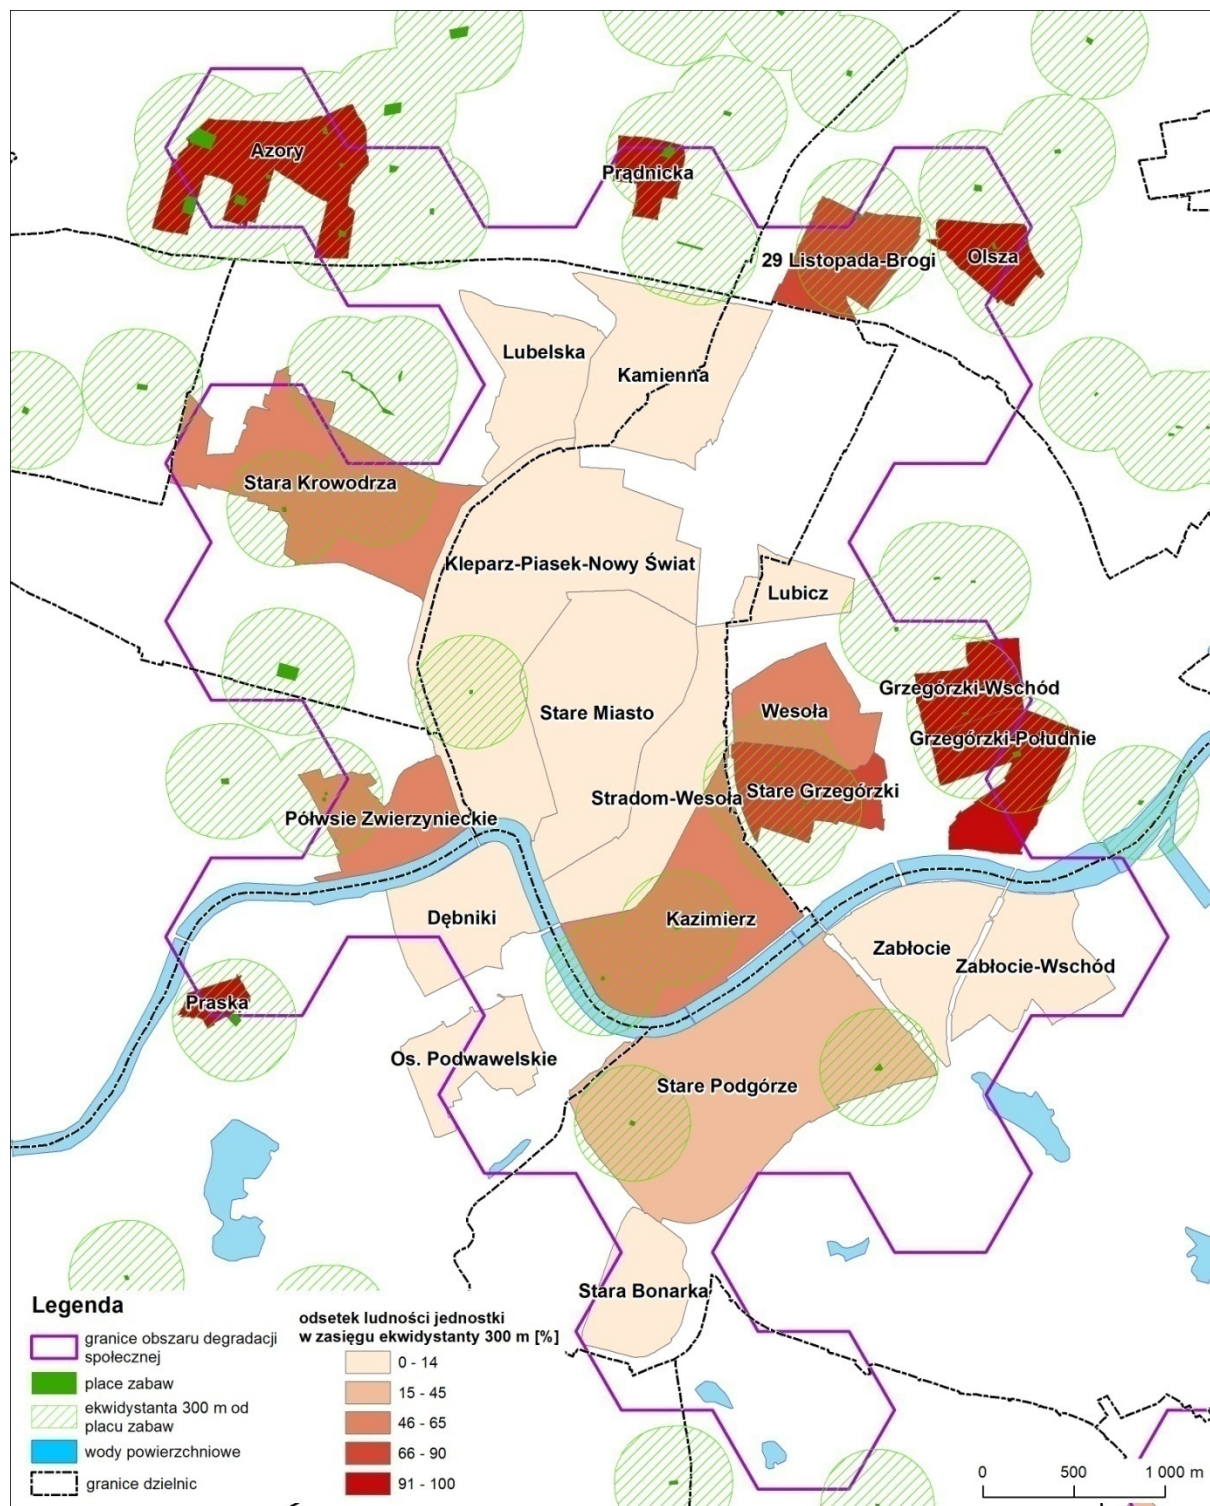 Azory
Prądnicka
29 Listopada-Brogi
Olsza
Lubelska
Kamienna
Stara Krowodrza
Kleparz-Piasek-Nowy Świat
Lubicz
Grzegórzki-Wschód
Wesoła
Stare Miasto
Grzegórzki-Południe
Stradom-Wesoła
Stare Grzegórzki
Półwsie Zwierzynieckie
Dębniki
Kazimierz
Zabłocie
Zabłocie-Wschód
Praska
Os. Podwawelskie
Stare Podgórze
Stara Bonarka
Legenda
granice obszaru degradacji
społecznej
place zabaw
ekwidystanta 300 m od
placu zabaw
wody powierzchniowe
granice dzielnic
odsetek ludności jednostki
w zasięgu ekwidystanty 300 m [%]
0 - 14
15 - 45
46 - 65
66 - 90
91 - 100
0 500 1000 m